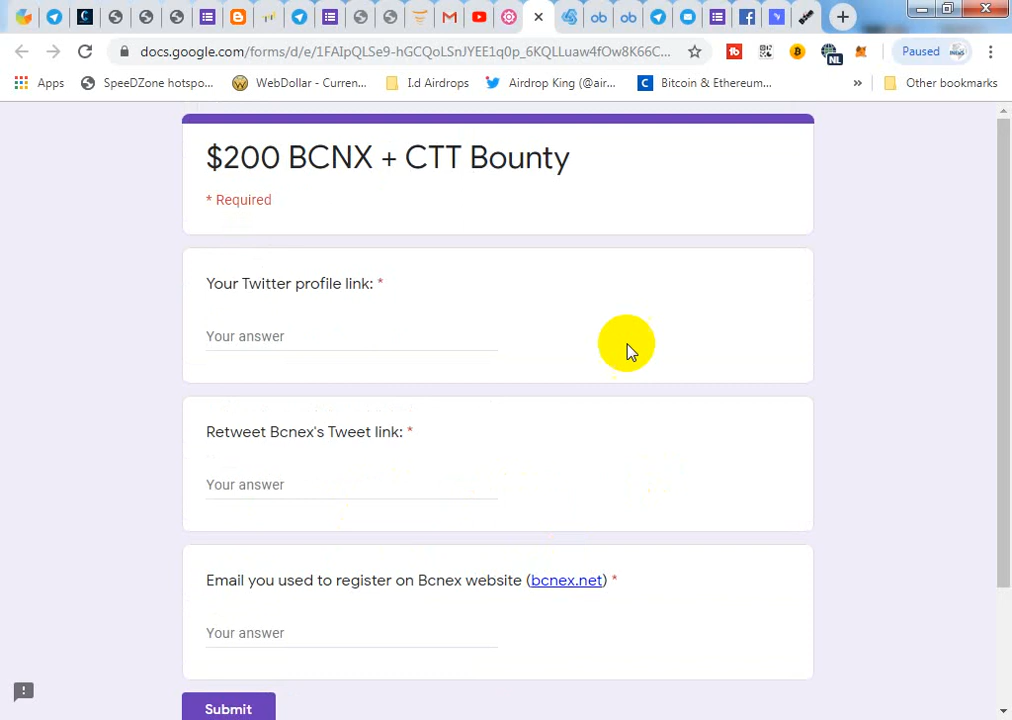 docs.google.com/forms/d/e/1FAIpQLSe9-hGCQoLSnJYEE1q0p_6KQLLuaw4fOw8K66C...
NL
Paused
Apps
SpeeDZone hotspo...
WebDollar - Curren...
I.d Airdrops
Airdrop King (@air...
Bitcoin & Ethereum...
»
Other bookmarks
$200 BCNX + CTT Bounty
* Required
Your Twitter profile link: *
Your answer
Retweet Bcnex's Tweet link: *
Your answer
Email you used to register on Bcnex website (bcnex.net) *
Your answer
Submit